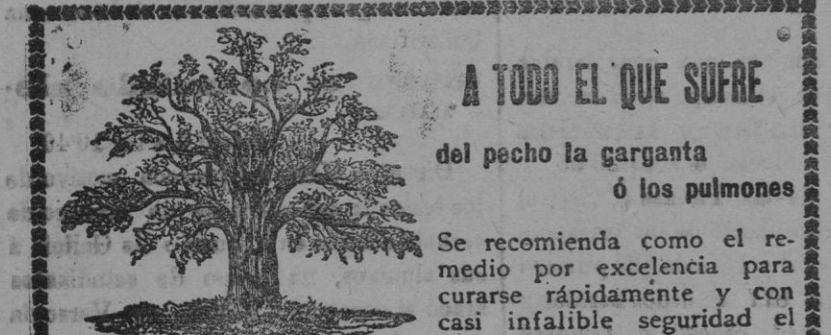 A TODO EL QUE SUFRE
del pecho la garganta
ó los pulmones
Se recomienda como el re-
medio por excelencia para
curarse rápidamente y con
casi infalible seguridad el